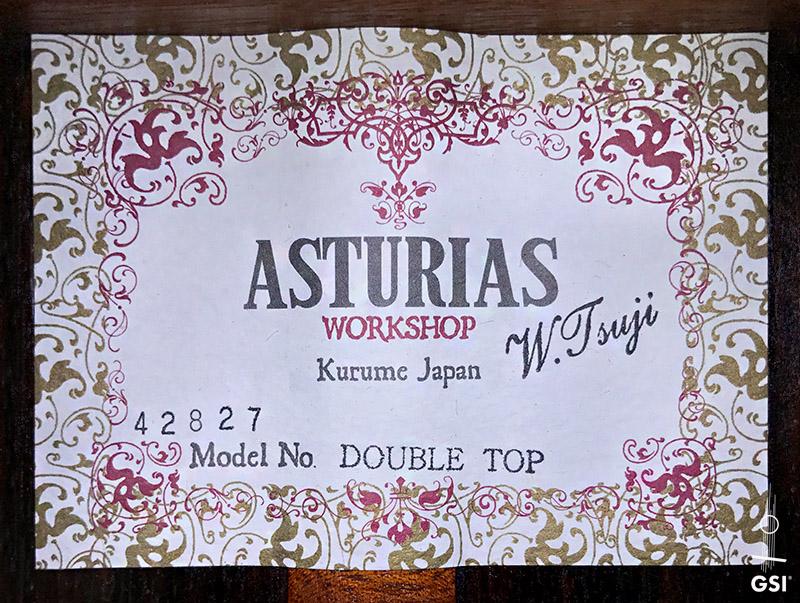 ASTURIAS
WORKSHOP
W. Tsuji
Kurume Japan
42827
Model No. DOUBLE TOP
GSI